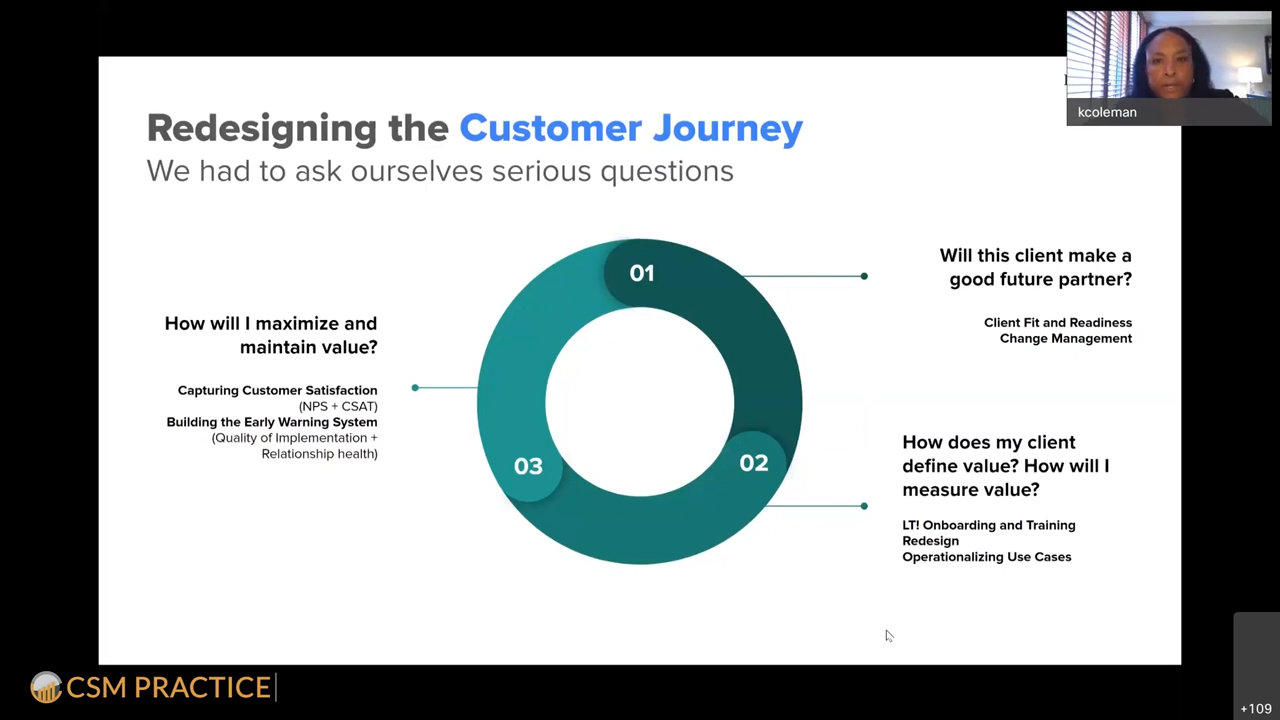 kcoleman
Redesigning the Customer Journey
We had to ask ourselves serious questions
01
Will this client make a
good future partner?
Client Fit and Readiness
Change Management
02
How does my client
define value? How will I
measure value?
LT! Onboarding and Training
Redesign
Operationalizing Use Cases
03
How will I maximize and
maintain value?
Capturing Customer Satisfaction
(NPS + CSAT)
Building the Early Warning System
(Quality of Implementation +
Relationship health)
CSM PRACTICE
+109